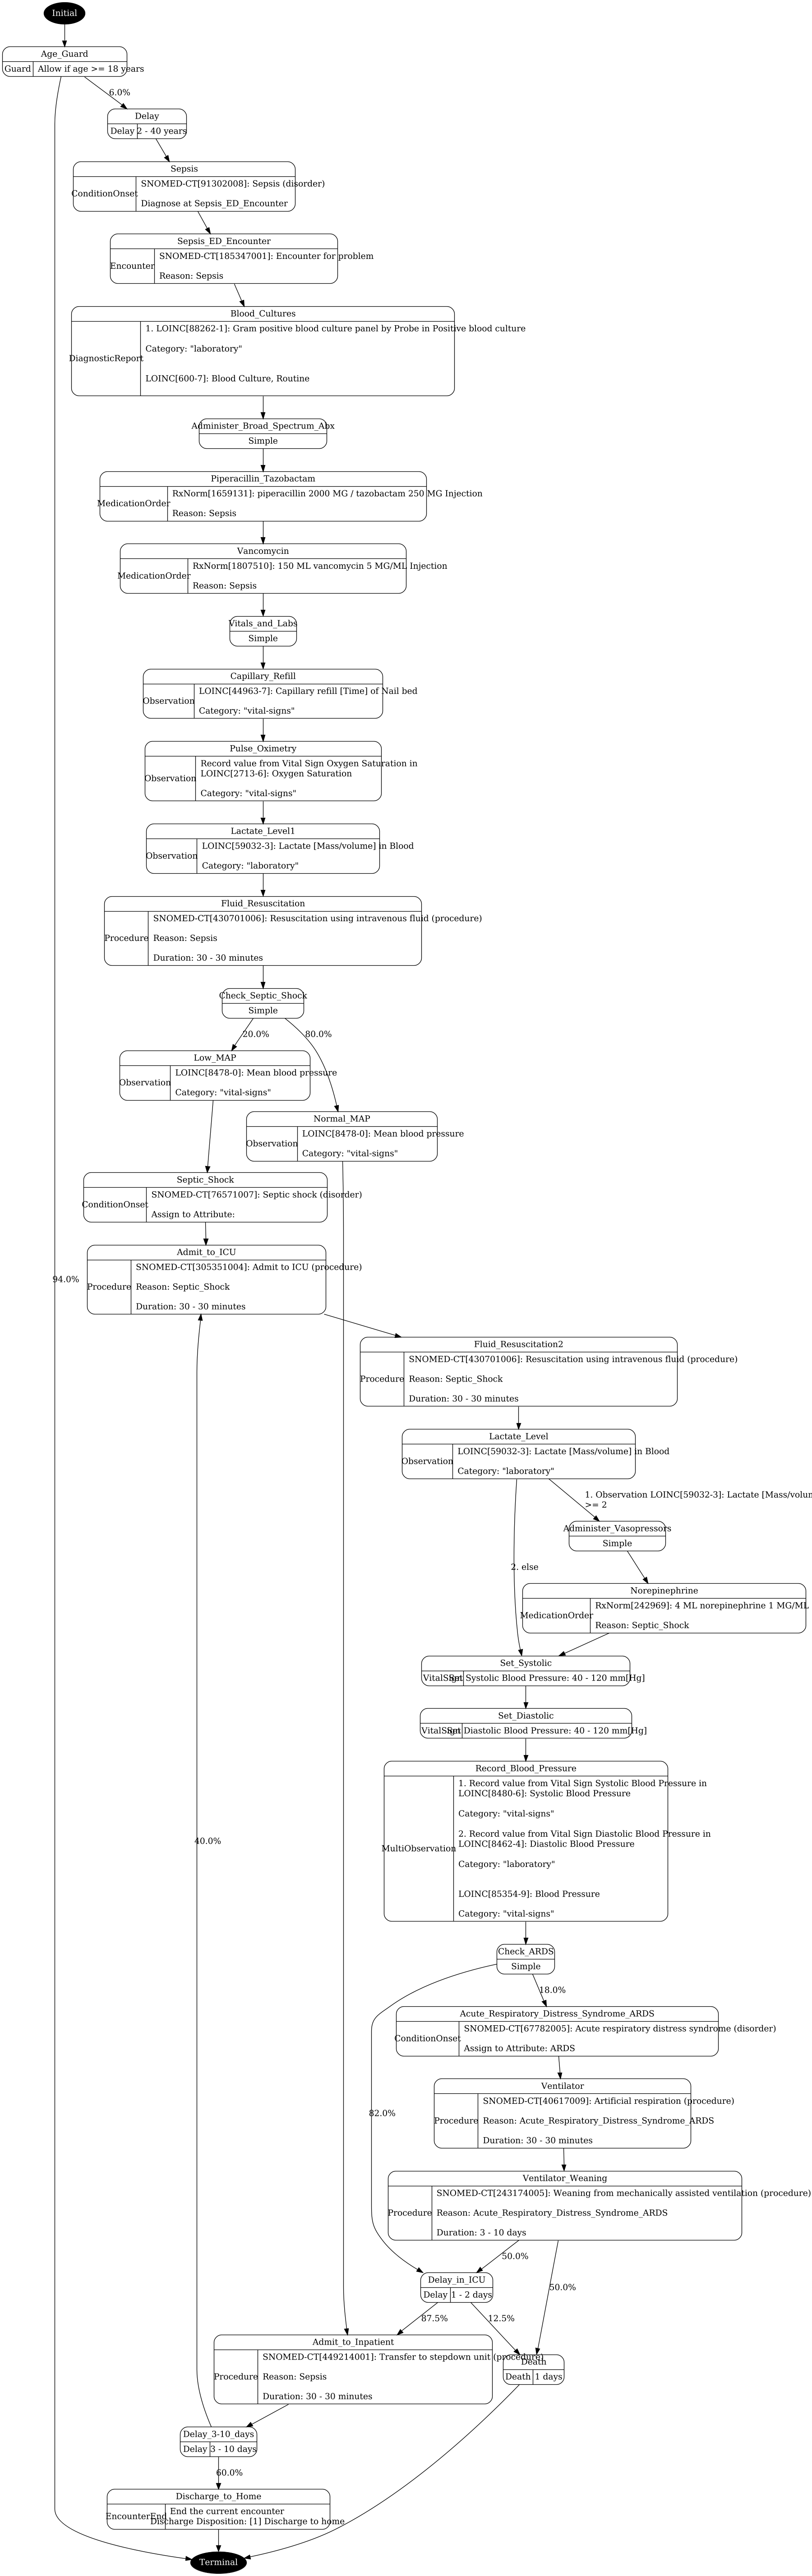 Initial
Age_Guard
Guard Allow if age >= 18 years
6.0%
Delay
Delay 2 - 40 years
Sepsis
SNOMED-CT[91302008]: Sepsis (disorder)
ConditionOnset
Diagnose at Sepsis_ED_Encounter
Sepsis_ED_Encounter
SNOMED-CT[185347001]: Encounter for problem
Encounter
Reason: Sepsis
Blood_Cultures
1. LOINC[88262-1]: Gram positive blood culture panel by Probe in Positive blood culture
Category: "laboratory"
DiagnosticReport
LOINC[600-7]: Blood Culture, Routine
Administer_Broad_Spectrum_Abx
Simple
Piperacillin_Tazobactam
RxNorm[1659131]: piperacillin 2000 MG / tazobactam 250 MG Injection
MedicationOrder
Reason: Sepsis
Vancomycin
RxNorm[1807510]: 150 ML vancomycin 5 MG/ML Injection
MedicationOrder
Reason: Sepsis
Vitals_and_Labs
Simple
Capillary_Refill
LOINC[44963-7]: Capillary refill [Time] of Nail bed
Observation
Category: "vital-signs"
Pulse_Oximetry
Record value from Vital Sign Oxygen Saturation in
LOINC[2713-6]: Oxygen Saturation
Observation
Category: "vital-signs"
Lactate_Level1
LOINC[59032-3]: Lactate [Mass/volume] in Blood
Observation
Category: "laboratory"
Fluid_Resuscitation
SNOMED-CT[430701006]: Resuscitation using intravenous fluid (procedure)
Procedure Reason: Sepsis
Duration: 30 - 30 minutes
Check_Septic_Shock
Simple
20.0%
80.0%
Low_MAP
LOINC[8478-0]: Mean blood pressure
Observation
Category: "vital-signs"
Normal_MAP
LOINC[8478-0]: Mean blood pressure
Observation
Category: "vital-signs"
Septic_Shock
SNOMED-CT[76571007]: Septic shock (disorder)
ConditionOnset
Assign to Attribute:
Admit_to_ICU
SNOMED-CT[305351004]: Admit to ICU (procedure)
94.0%
Procedure Reason: Septic_Shock
Duration: 30 - 30 minutes
Fluid_Resuscitation2
SNOMED-CT[430701006]: Resuscitation using intravenous fluid (procedure)
Procedure Reason: Septic_Shock
Duration: 30 - 30 minutes
Lactate_Level
LOINC[59032-3]: Lactate [Mass/volume] in Blood
Observation
Category: "laboratory"
1. Observation LOINC[59032-3]: Lactate [Mass/volum
>= 2
Administer_Vasopressors
Simple
2. else
Norepinephrine
RxNorm[242969]: 4 ML norepinephrine 1 MG/ML
MedicationOrder
Reason: Septic_Shock
Set_Systolic
VitalSign Set Systolic Blood Pressure: 40 - 120 mm[Hg]
Set_Diastolic
VitalSign Set Diastolic Blood Pressure: 40 - 120 mm[Hg]
Record_Blood_Pressure
1. Record value from Vital Sign Systolic Blood Pressure in
LOINC[8480-6]: Systolic Blood Pressure
Category: "vital-signs"
2. Record value from Vital Sign Diastolic Blood Pressure in
LOINC[8462-4]: Diastolic Blood Pressure
MultiObservation
Category: "laboratory"
LOINC[85354-9]: Blood Pressure
Category: "vital-signs"
40.0%
Check_ARDS
Simple
18.0%
Acute_Respiratory_Distress_Syndrome_ARDS
SNOMED-CT[67782005]: Acute respiratory distress syndrome (disorder)
ConditionOnset
Assign to Attribute: ARDS
Ventilator
SNOMED-CT[40617009]: Artificial respiration (procedure)
82.0%
Procedure Reason: Acute_Respiratory_Distress_Syndrome_ARDS
Duration: 30 - 30 minutes
Ventilator_Weaning
SNOMED-CT[243174005]: Weaning from mechanically assisted ventilation (procedure)
Procedure Reason: Acute_Respiratory_Distress_Syndrome_ARDS
Duration: 3 - 10 days
50.0%
50.0%
Delay_in_ICU
Delay 1 - 2 days
87.5%
12.5%
Admit_to_Inpatient
SNOMED-CT[449214001]: Transfer to stepdown unit (procedure)
Procedure Reason: Sepsis
Duration: 30 - 30 minutes
Death
Death 1 days
Delay_3-10_days
Delay 3 - 10 days
60.0%
Discharge_to_Home
End the current encounter
EncounterEnd
Discharge Disposition: [1] Discharge to home
Terminal